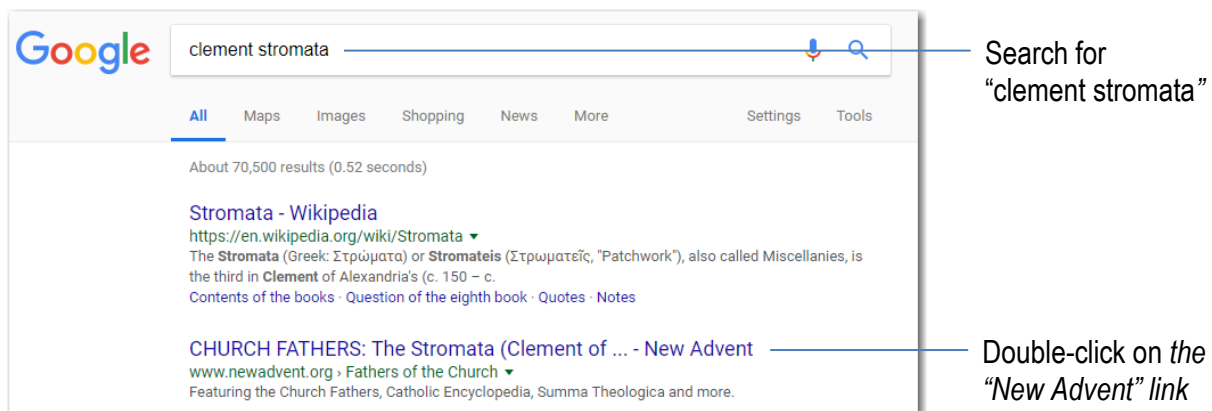 Google
clement stromata
Search for
“clement stromata”
All Maps Images Shopping News More Settings Tools
About 70,500 results (0.52 seconds)
Stromata - Wikipedia
https://en.wikipedia.org/wiki/Stromata ▾
The Stromata (Greek: Στρώματα) or Stromateis (Στρωματεῖς, "Patchwork"), also called Miscellanies, is
the third in Clement of Alexandria's (c. 150 – c.
Contents of the books · Question of the eighth book · Quotes · Notes
CHURCH FATHERS: The Stromata (Clement of ... - New Advent
www.newadvent.org › Fathers of the Church ▾
Featuring the Church Fathers, Catholic Encyclopedia, Summa Theologica and more.
Double-click on the
“New Advent” link